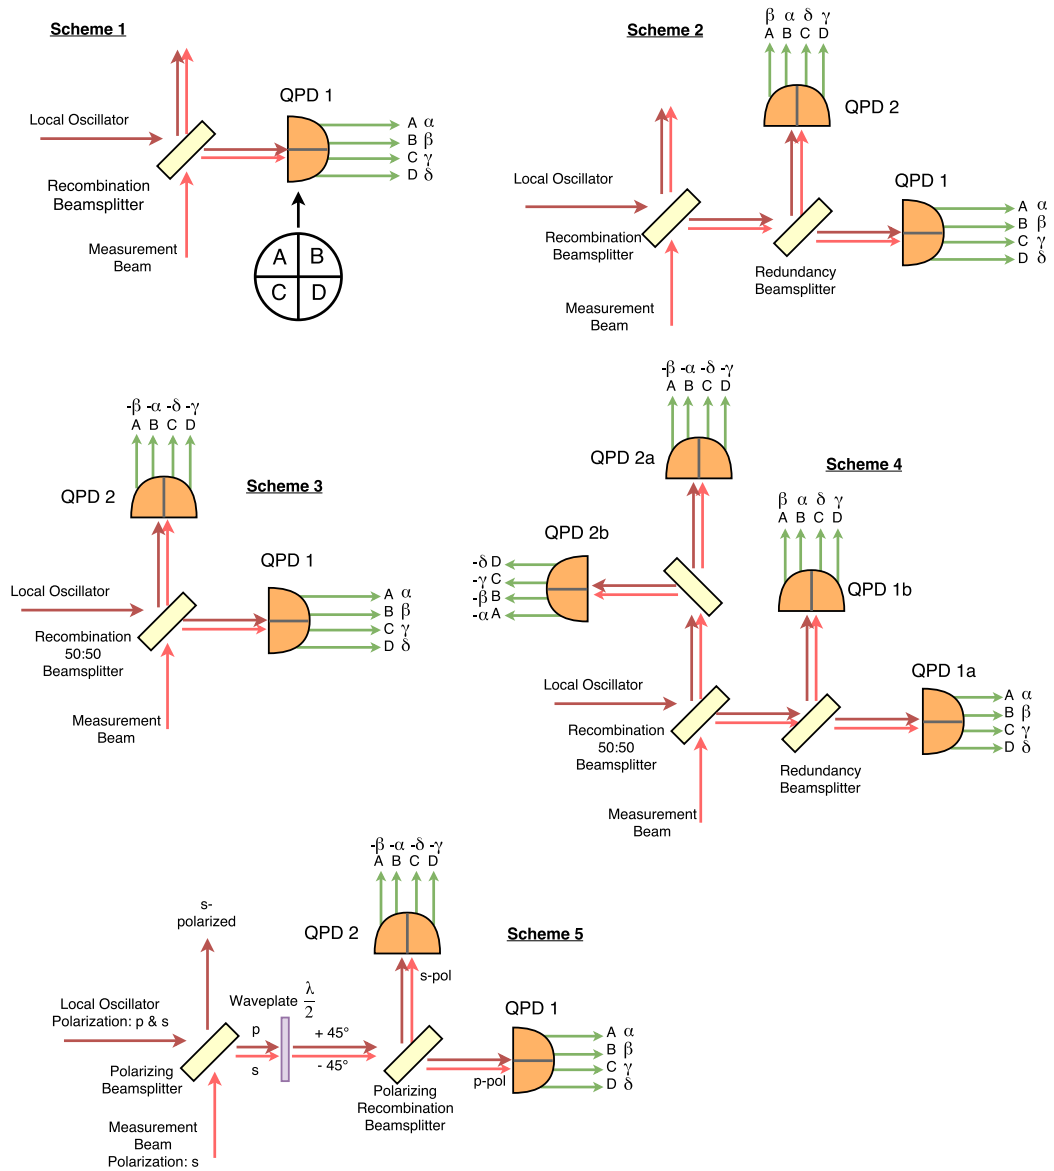 Scheme 1
QPD 1
Local Oscillator
A α
B β
C γ
D δ
Recombination
Beamsplitter
Measurement
Beam
A B
C D
Scheme 2
β α δ γ
A B C D
QPD 2
Local Oscillator
QPD 1
A α
B β
C γ
D δ
Recombination
Beamsplitter
Redundancy
Beamsplitter
Measurement
Beam
-β -α -δ -γ
A B C D
QPD 2
Scheme 3
QPD 1
Local Oscillator
A α
B β
C γ
D δ
Recombination
50:50
Beamsplitter
Measurement
Beam
-β -α -δ -γ
A B C D
QPD 2a
Scheme 4
β α δ γ
A B C D
QPD 2b
-δ D
-γ C
-β B
-α A
QPD 1b
QPD 1a
Local Oscillator
A α
B β
C γ
D δ
Recombination
50:50
Beamsplitter
Redundancy
Beamsplitter
Measurement
Beam
-β -α -δ -γ
A B C D
s-
polarized
QPD 2
Scheme 5
s-pol
Waveplate λ/2
QPD 1
Local Oscillator
Polarization: p & s
p
+ 45°
s
- 45°
A α
B β
C γ
D δ
p-pol
Polarizing
Beamsplitter
Polarizing
Recombination
Beamsplitter
Measurement
Beam
Polarization: s